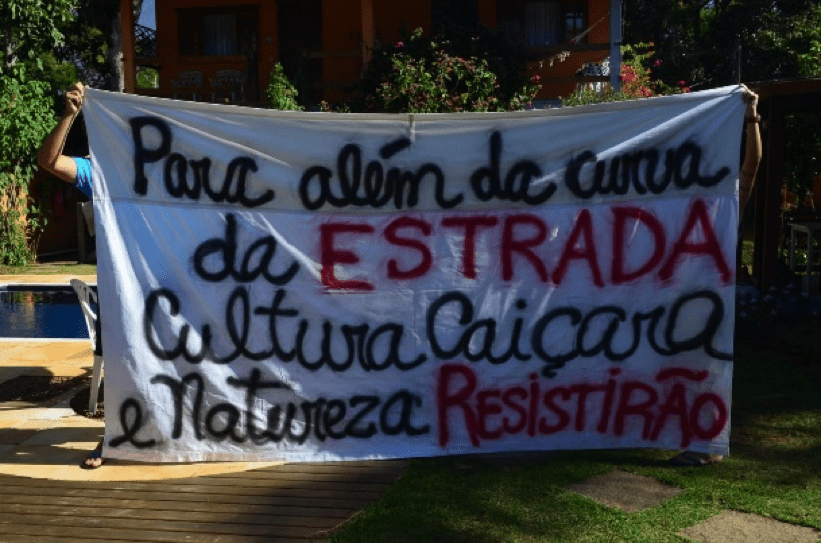 Para além da curva
da ESTRADA
Cultura Caiçara
e Natureza RESISTIRÃO